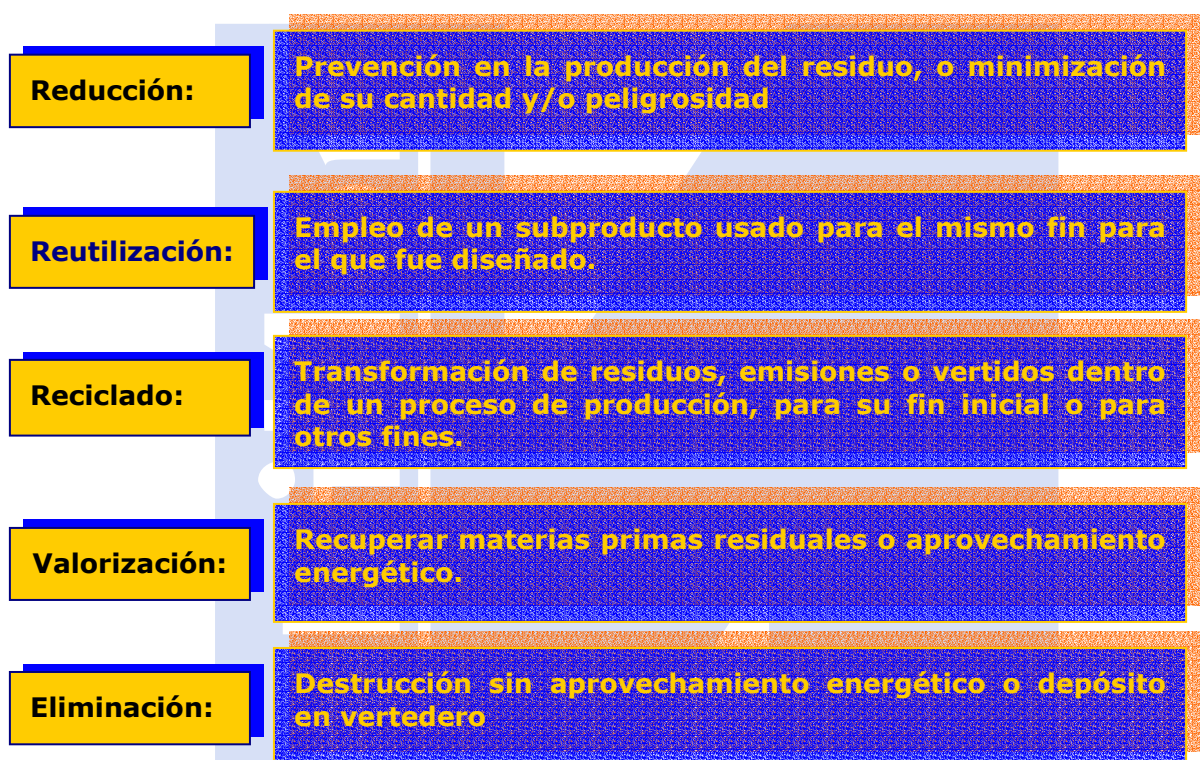 Reducción:
Prevención en la producción del residuo, o minimización
de su cantidad y/o peligrosidad
Reutilización:
Empleo de un subproducto usado para el mismo fin para
el que fue diseñado.
Reciclado:
Transformación de residuos, emisiones o vertidos dentro
de un proceso de producción, para su fin inicial o para
otros fines.
Valorización:
Recuperar materias primas residuales o aprovechamiento
energético.
Eliminación:
Destrucción sin aprovechamiento energético o depósito
en vertedero